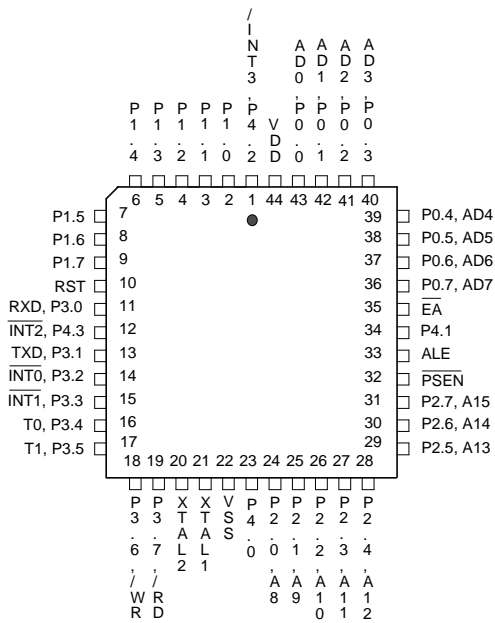 /INT3,P4.2
AD0,P0.0
AD1,P0.1
AD2,P0.2
AD3,P0.3
P1.4
P1.3
P1.2
P1.1
P1.0
VDD
6 5 4 3 2 1 44 43 42 41 40
P1.5 7
P1.6 8
P1.7 9
RST 10
RXD, P3.0 11
INT2, P4.3 12
TXD, P3.1 13
INT0, P3.2 14
INT1, P3.3 15
T0, P3.4 16
T1, P3.5 17
39 P0.4, AD4
38 P0.5, AD5
37 P0.6, AD6
36 P0.7, AD7
35 EA
34 P4.1
33 ALE
32 PSEN
31 P2.7, A15
30 P2.6, A14
29 P2.5, A13
18 19 20 21 22 23 24 25 26 27 28
P3.6,/WR
P3.7,/RD
XTAL2
XTAL1
VSS
P4.0
P2.0,A8
P2.1,A9
P2.2,A10
P2.3,A11
P2.4,A12